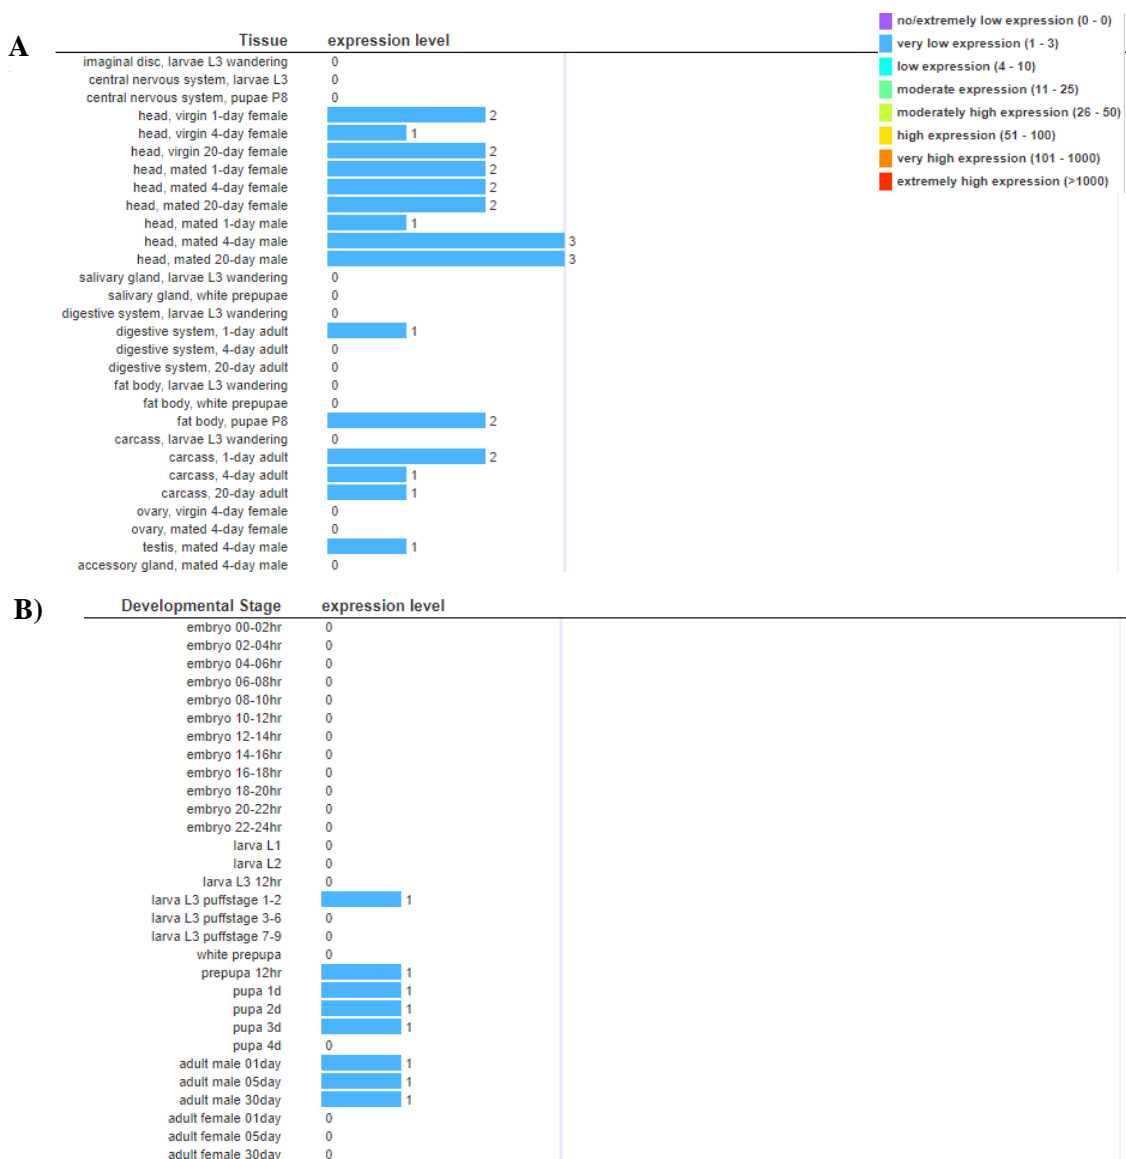 A
Tissue expression level
imaginal disc, larvae L3 wandering 0
central nervous system, larvae L3 0
central nervous system, pupae P8 0
head, virgin 1-day female 2
head, virgin 4-day female 1
head, virgin 20-day female 2
head, mated 1-day female 2
head, mated 4-day female 2
head, mated 20-day female 2
head, mated 1-day male 1
head, mated 4-day male 3
head, mated 20-day male 3
salivary gland, larvae L3 wandering 0
salivary gland, white prepupae 0
digestive system, larvae L3 wandering 0
digestive system, 1-day adult 1
digestive system, 4-day adult 0
digestive system, 20-day adult 0
fat body, larvae L3 wandering 0
fat body, white prepupae 0
fat body, pupae P8 2
carcass, larvae L3 wandering 0
carcass, 1-day adult 2
carcass, 4-day adult 1
carcass, 20-day adult 1
ovary, virgin 4-day female 0
ovary, mated 4-day female 0
testis, mated 4-day male 1
accessory gland, mated 4-day male 0
no/extremely low expression (0 - 0)
very low expression (1 - 3)
low expression (4 - 10)
moderate expression (11 - 25)
moderately high expression (26 - 50)
high expression (51 - 100)
very high expression (101 - 1000)
extremely high expression (>1000)
B)
Developmental Stage expression level
embryo 00-02hr 0
embryo 02-04hr 0
embryo 04-06hr 0
embryo 06-08hr 0
embryo 08-10hr 0
embryo 10-12hr 0
embryo 12-14hr 0
embryo 14-16hr 0
embryo 16-18hr 0
embryo 18-20hr 0
embryo 20-22hr 0
embryo 22-24hr 0
larva L1 0
larva L2 0
larva L3 12hr 0
larva L3 puffstage 1-2 1
larva L3 puffstage 3-6 0
larva L3 puffstage 7-9 0
white prepupa 0
prepupa 12hr 1
pupa 1d 1
pupa 2d 1
pupa 3d 1
pupa 4d 0
adult male 01day 1
adult male 05day 1
adult male 30day 1
adult female 01day 0
adult female 05day 0
adult female 30day 0